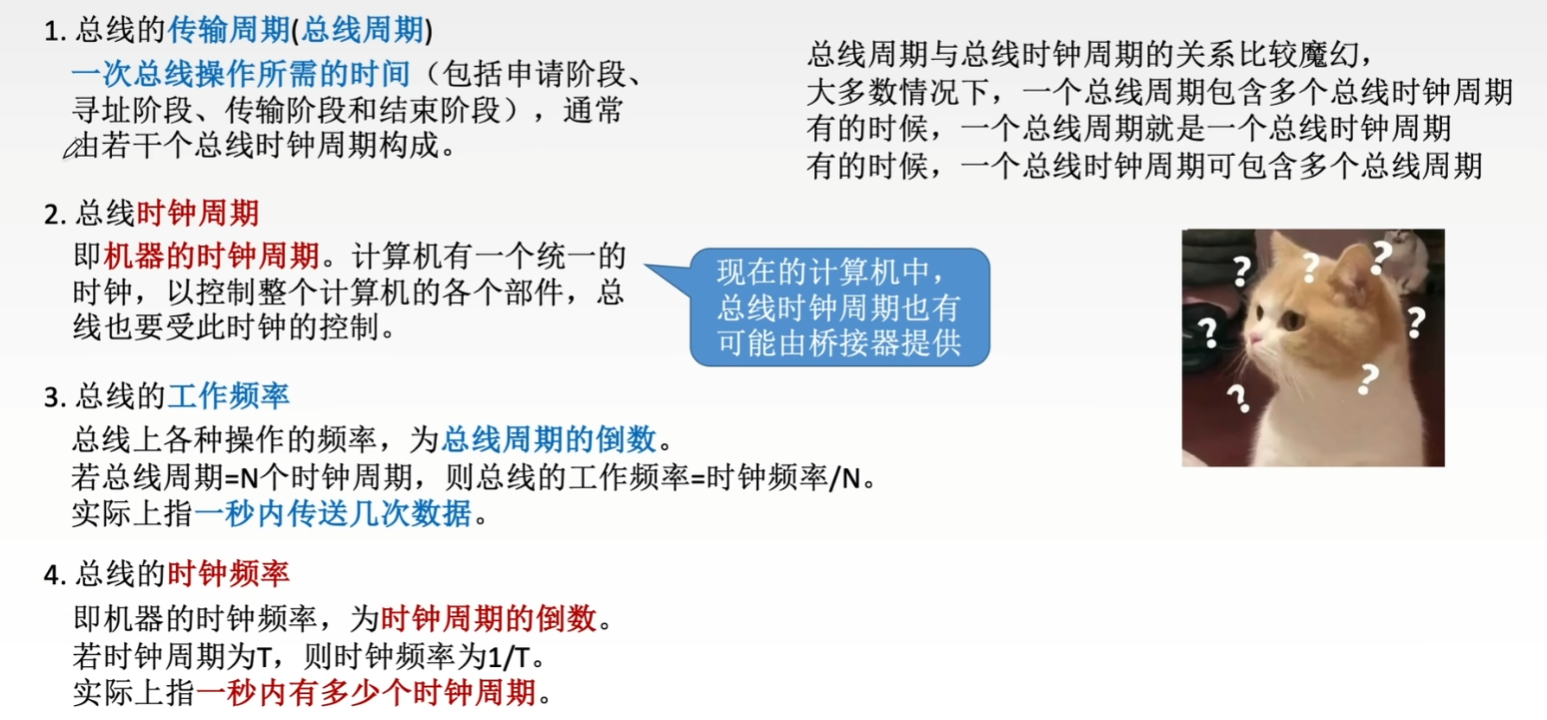 1. 总线的传输周期(总线周期)
一次总线操作所需的时间（包括申请阶段、
寻址阶段、传输阶段和结束阶段），通常
由若干个总线时钟周期构成。
总线周期与总线时钟周期的关系比较魔幻，
大多数情况下，一个总线周期包含多个总线时钟周期
有的时候，一个总线周期就是一个总线时钟周期
有的时候，一个总线时钟周期可包含多个总线周期
2. 总线时钟周期
即机器的时钟周期。计算机有一个统一的
时钟，以控制整个计算机的各个部件，总
线也要受此时钟的控制。
现在的计算机中，
总线时钟周期也有
可能由桥接器提供
? ? ?
? ?
? ?
3. 总线的工作频率
总线上各种操作的频率，为总线周期的倒数。
若总线周期=N个时钟周期，则总线的工作频率=时钟频率/N。
实际上指一秒内传送几次数据。
4. 总线的时钟频率
即机器的时钟频率，为时钟周期的倒数。
若时钟周期为T，则时钟频率为1/T。
实际上指一秒内有多少个时钟周期。